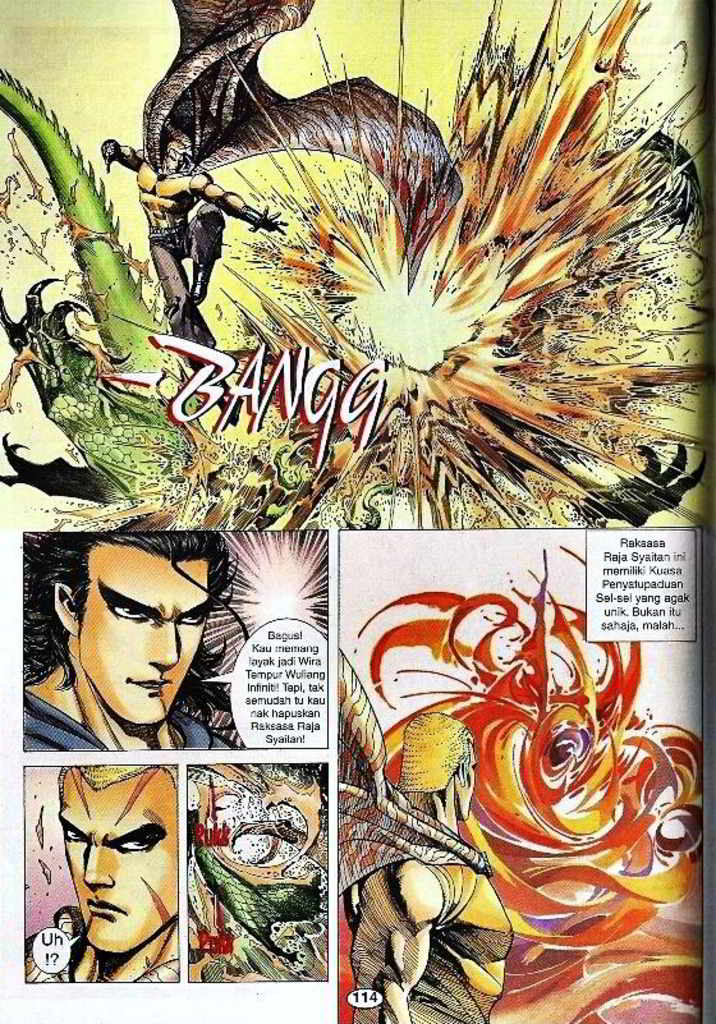 BANGG
Bagus!
Kau memang
layak jadi Wira
Tempur Wuliang
Infiniti! Tapi, tak
semudah tu kau
nak hapuskan
Raksasa Raja
Syaitan!
Raksasa
Raja Syaitan ini
memiliki Kuasa
Penyatupaduan
Sel-sel yang agak
unik. Bukan itu
sahaja, malah...
Uh
!?
Pukk
Pukk
114